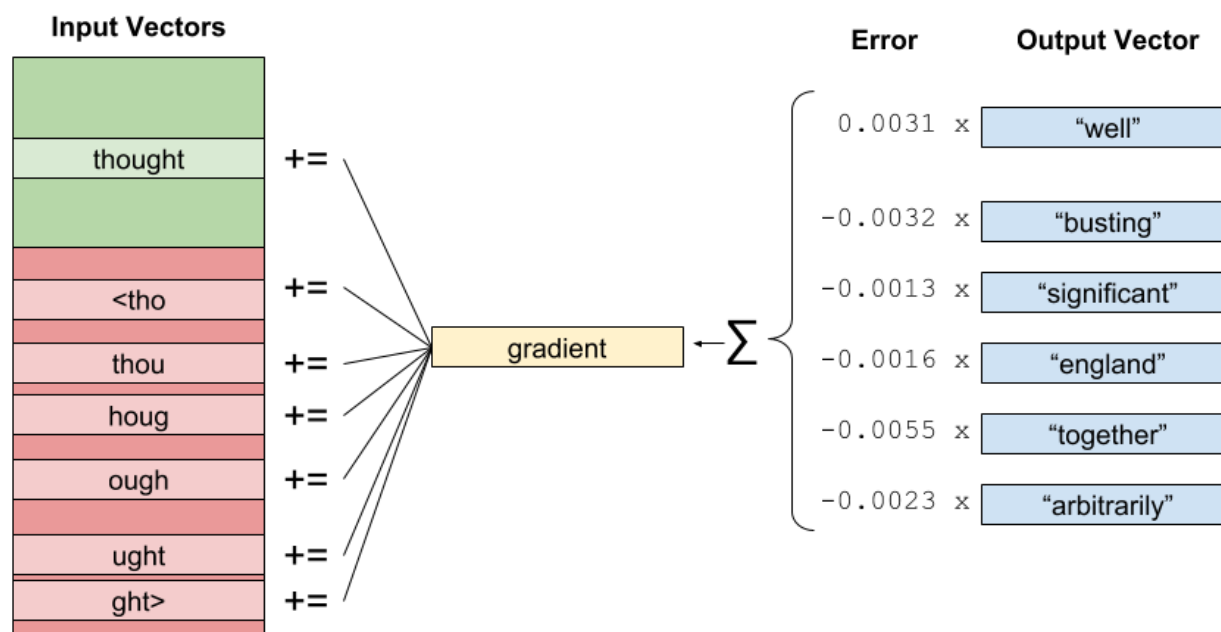 Input Vectors
thought
+=
<tho
+=
thou
+=
houg
+=
ough
+=
ught
+=
ght>
+=
gradient
∑
Error
Output Vector
0.0031 x
“well”
-0.0032 x
“busting”
-0.0013 x
“significant”
-0.0016 x
“england”
-0.0055 x
“together”
-0.0023 x
“arbitrarily”